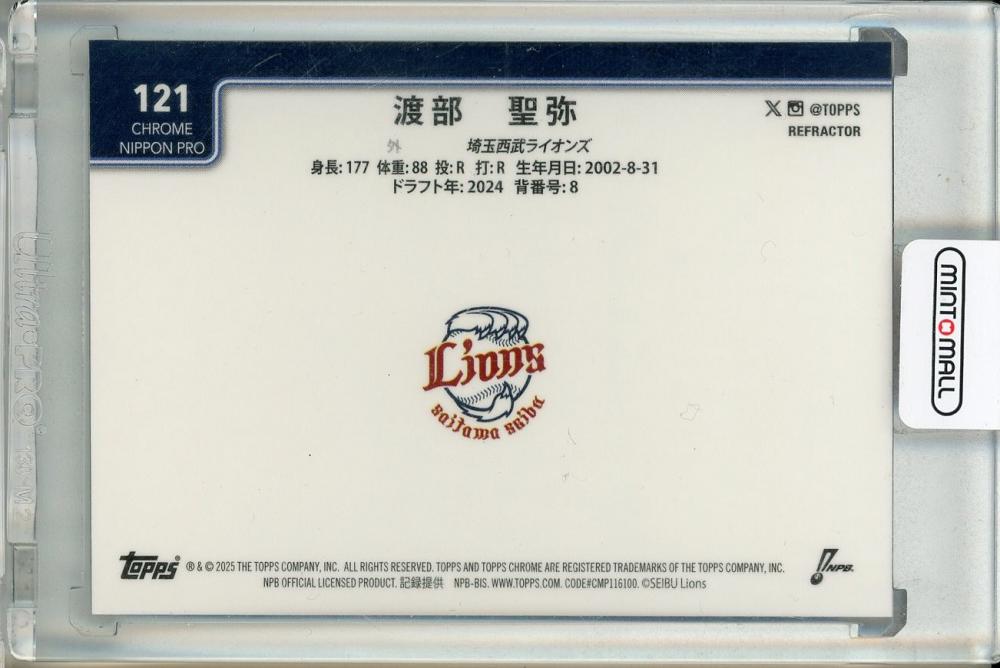 121
CHROME
NIPPON PRO
渡部 聖弥
外 埼玉西武ライオンズ
身長: 177 体重: 88 投: R 打: R 生年月日: 2002-8-31
ドラフト年: 2024 背番号: 8
@TOPPS
REFRACTOR
Lions
saitama seibu
topps
® & © 2025 THE TOPPS COMPANY, INC. ALL RIGHTS RESERVED. TOPPS AND TOPPS CHROME ARE REGISTERED TRADEMARKS OF THE TOPPS COMPANY, INC.
NPB OFFICIAL LICENSED PRODUCT. 記録提供 NPB-BIS. WWW.TOPPS.COM. CODE#CMP116100. ©SEIBU Lions
NPB.
MINT MALL
Ultra·PRO